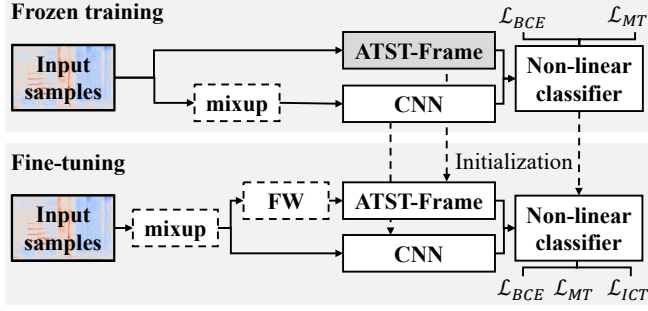 Frozen training
Input
samples
mixup
ATST-Frame
CNN
ℒ_BCE ℒ_MT
Non-linear
classifier
Initialization
Fine-tuning
Input
samples
mixup
FW
ATST-Frame
CNN
Non-linear
classifier
ℒ_BCE ℒ_MT ℒ_ICT